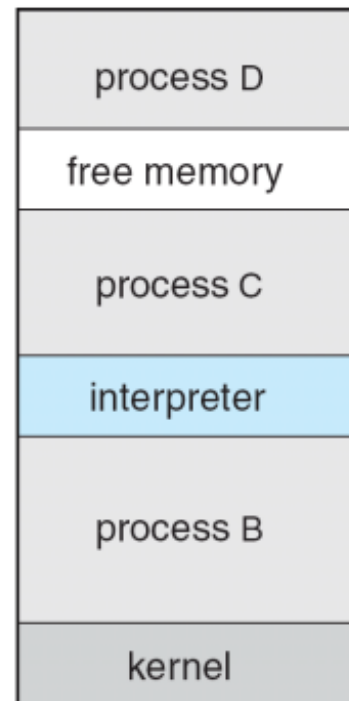 process D
free memory
process C
interpreter
process B
kernel